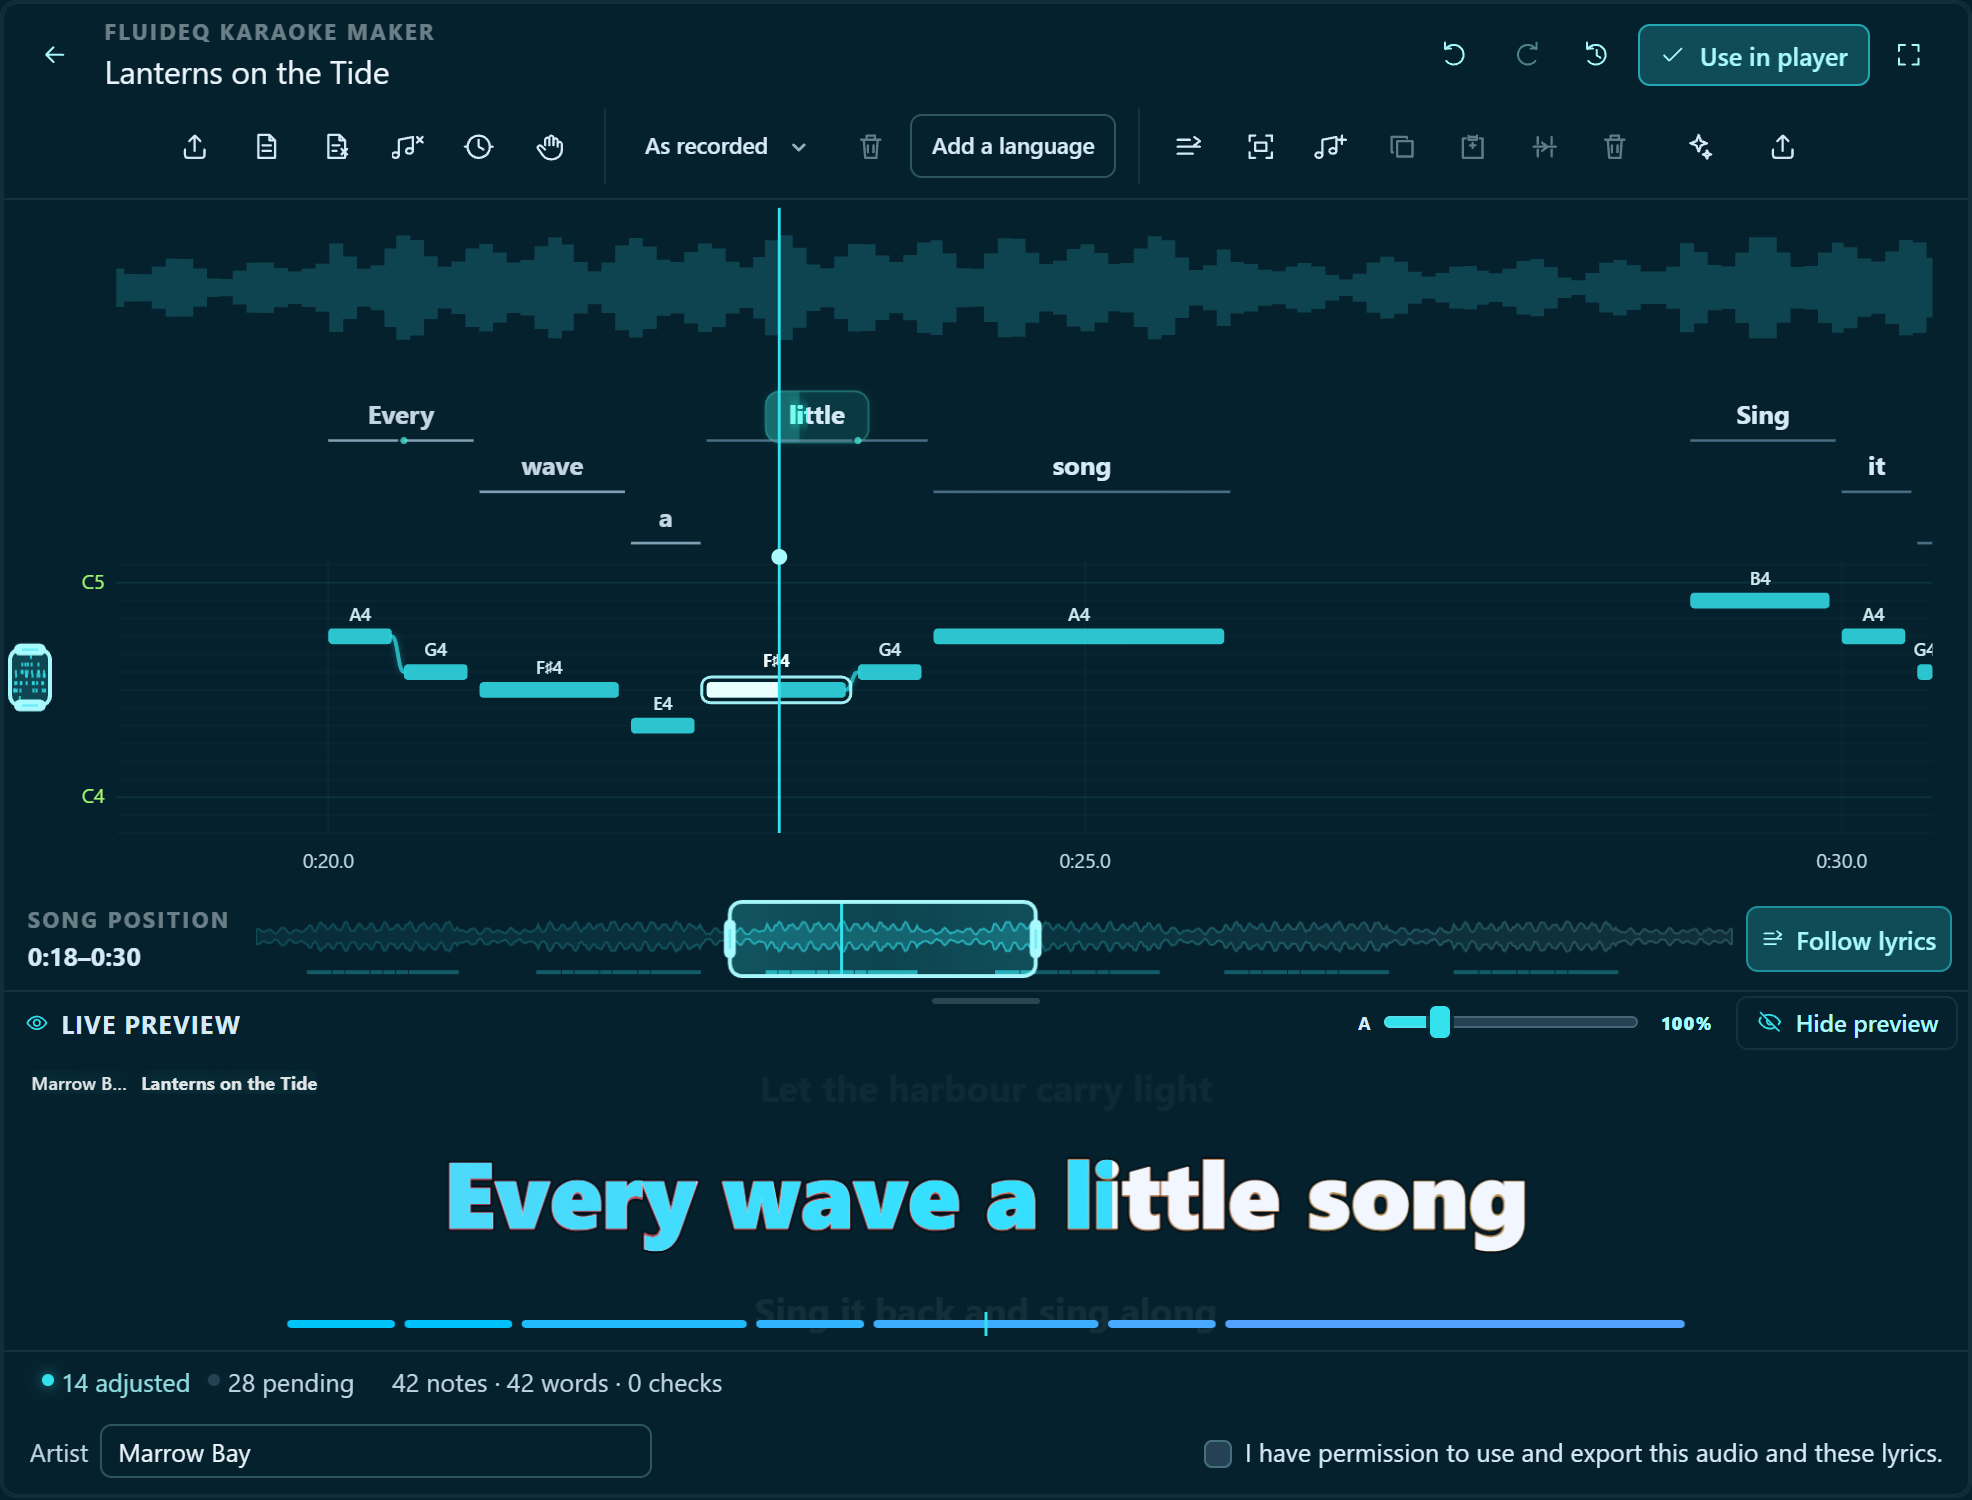 FLUIDEQ KARAOKE MAKER
Lanterns on the Tide
Use in player
As recorded
Add a language
Every
little
Sing
wave
song
it
a
C5
B4
A4
A4
A4
G4
G4
G4
F♯4
F♯4
E4
C4
0:20.0
0:25.0
0:30.0
SONG POSITION
0:18–0:30
Follow lyrics
LIVE PREVIEW
A
100%
Hide preview
Marrow B... Lanterns on the Tide
Let the harbour carry light
Every wave a little song
Sing it back and sing along
14 adjusted 28 pending 42 notes · 42 words · 0 checks
Artist Marrow Bay
I have permission to use and export this audio and these lyrics.